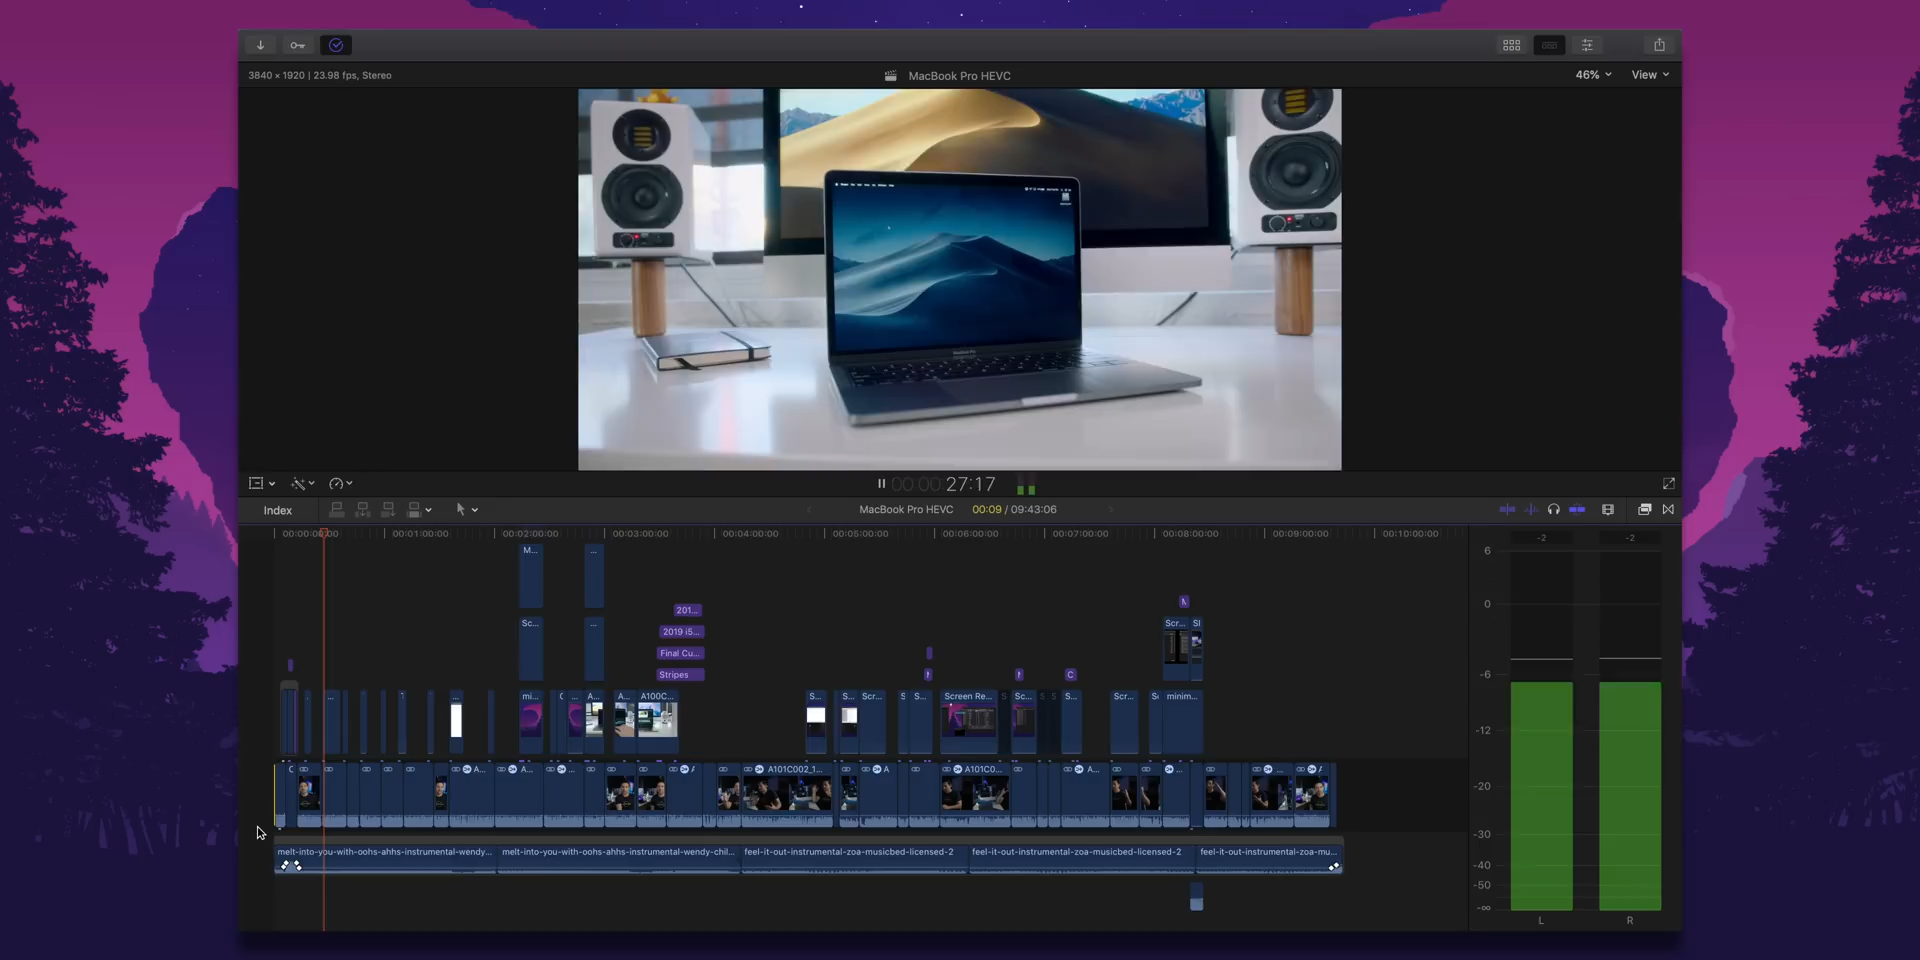 3840 × 1920 | 23.98 fps, Stereo
MacBook Pro HEVC
46%
View
MacBook Pro
00:00 27:17
Index
MacBook Pro HEVC
00:09 / 09:43:06
00:00:00:00
00:01:00:00
00:02:00:00
00:03:00:00
00:04:00:00
00:05:00:00
00:06:00:00
00:07:00:00
00:08:00:00
00:09:00:00
00:10:00:00
M...
...
201...
2019 i5...
Final Cu...
Stripes
Sc...
...
C
Scr...
Sl
...
...
mi...
...
A...
A...
A100C...
S...
S...
Scr...
S
S...
Screen Re...
S
Sc...
S
S
S...
Scr...
minim...
A...
A...
...
A101C002_1...
A
A101C0...
A...
...
...
melt-into-you-with-oohs-ahhs-instrumental-wendy...
melt-into-you-with-oohs-ahhs-instrumental-wendy-chil...
feel-it-out-instrumental-zoa-musicbed-licensed-2
feel-it-out-instrumental-zoa-musicbed-licensed-2
feel-it-out-instrumental-zoa-mu...
-2
-2
6
0
-6
-12
-20
-30
-40
-50
-∞
L
R